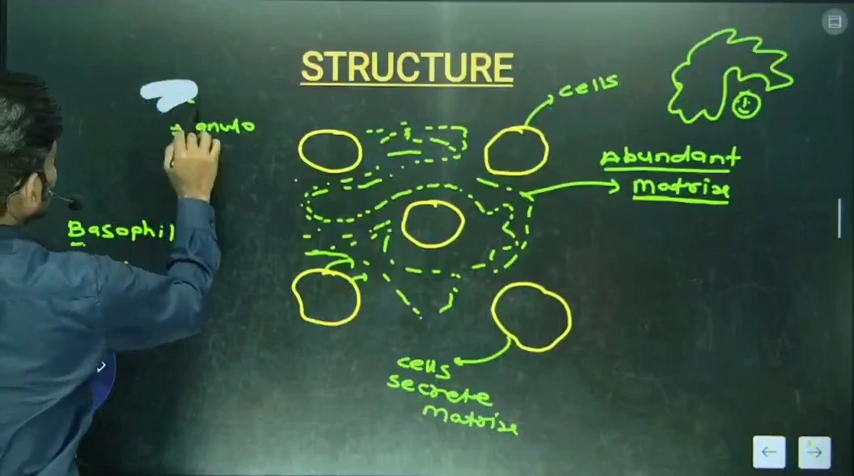 STRUCTURE
cells
Abundant
matrix
Basophil
cells
secrete
matrix